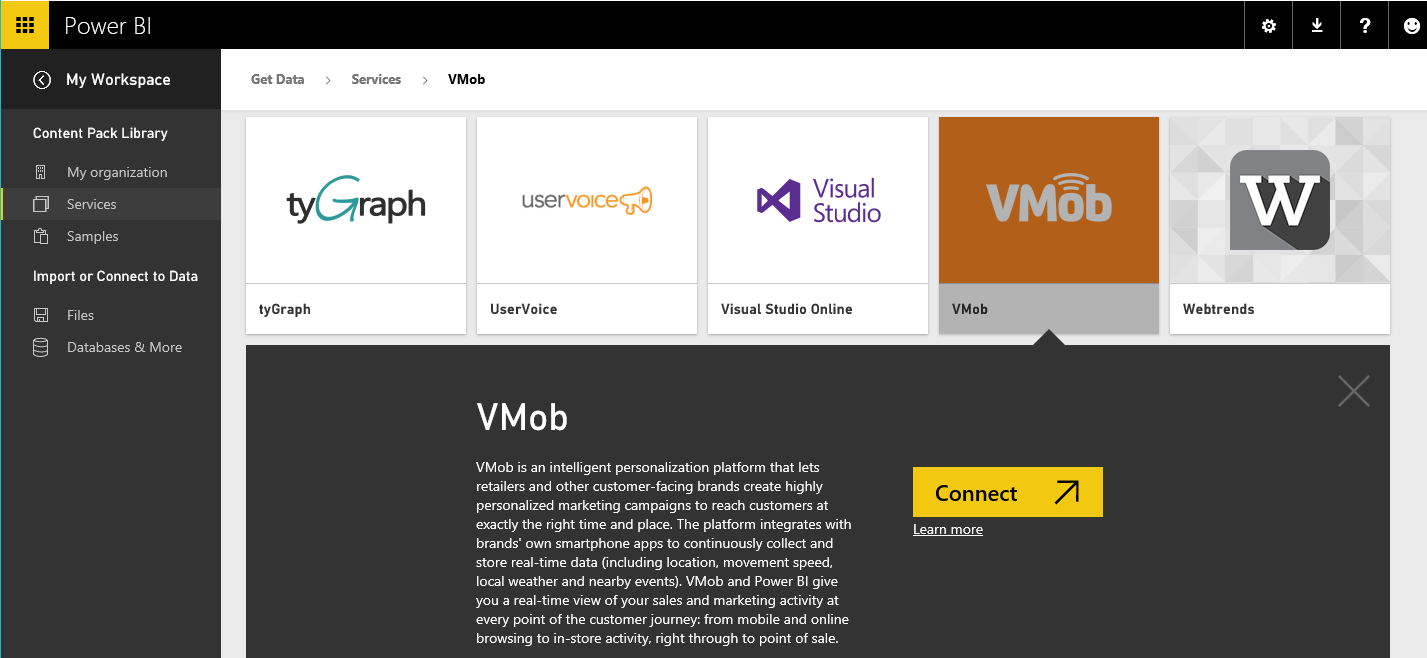 Power BI
?
My Workspace
Get Data > Services > VMob
Content Pack Library
My organization
Services
Samples
Import or Connect to Data
Files
Databases & More
tyGraph
uservoice
Visual
Studio
VMob
W
tyGraph
UserVoice
Visual Studio Online
VMob
Webtrends
VMob
VMob is an intelligent personalization platform that lets
retailers and other customer-facing brands create highly
personalized marketing campaigns to reach customers at
exactly the right time and place. The platform integrates with
brands' own smartphone apps to continuously collect and
store real-time data (including location, movement speed,
local weather and nearby events). VMob and Power BI give
you a real-time view of your sales and marketing activity at
every point of the customer journey: from mobile and online
browsing to in-store activity, right through to point of sale.
Connect
Learn more